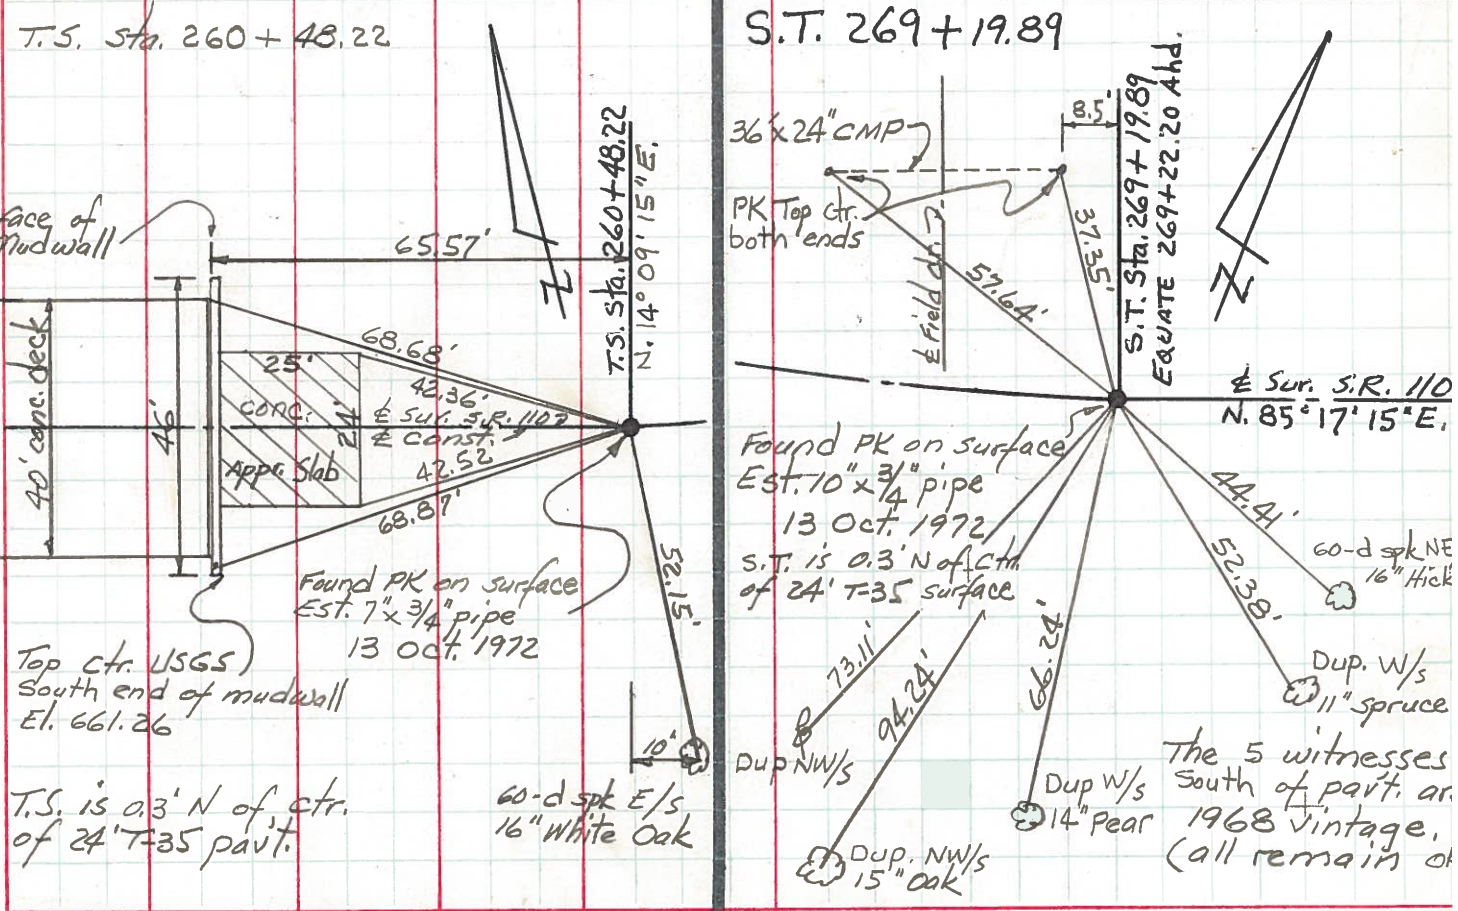 T.S. Sta. 260 + 48.22
Face of
Mudwall
65.57'
T.S. Sta. 260+48.22
N. 14° 09' 15" E.
68.68'
42.36'
25'
conc.
24'
Appr. Slab
40' conc. deck
46'
₵ Sur. S.R. 110
₵ const.
42.52
68.87'
Found PK on surface
Est. 7" x 3/4" pipe
13 Oct. 1972
52.15'
Top ctr. USGS
South end of mudwall
El. 661.26
10'
60-d spk E/s
16" White Oak
T.S. is 0.3' N of ctr.
of 24' T-35 pav't.
S.T. 269 + 19.89
36' x 24" CMP
8.5'
S.T. Sta. 269 + 19.89
EQUATE 269+22.20 Ahd.
PK Top ctr.
both ends
₵ Field dr.
57.64'
37.35'
₵ Sur. S.R. 110
N. 85° 17' 15" E.
Found PK on surface
Est. 10" x 3/4" pipe
13 Oct. 1972
S.T. is 0.3' N of ctr.
of 24' T-35 surface
44.41'
60-d spk NE
16" Hick
52.38'
Dup. W/s
11" spruce
66.24'
Dup W/s
14" Pear
73.11'
Dup NW/s
94.24'
Dup. NW/s
15" Oak
The 5 witnesses
South of pav't. ar
1968 vintage.
(all remain